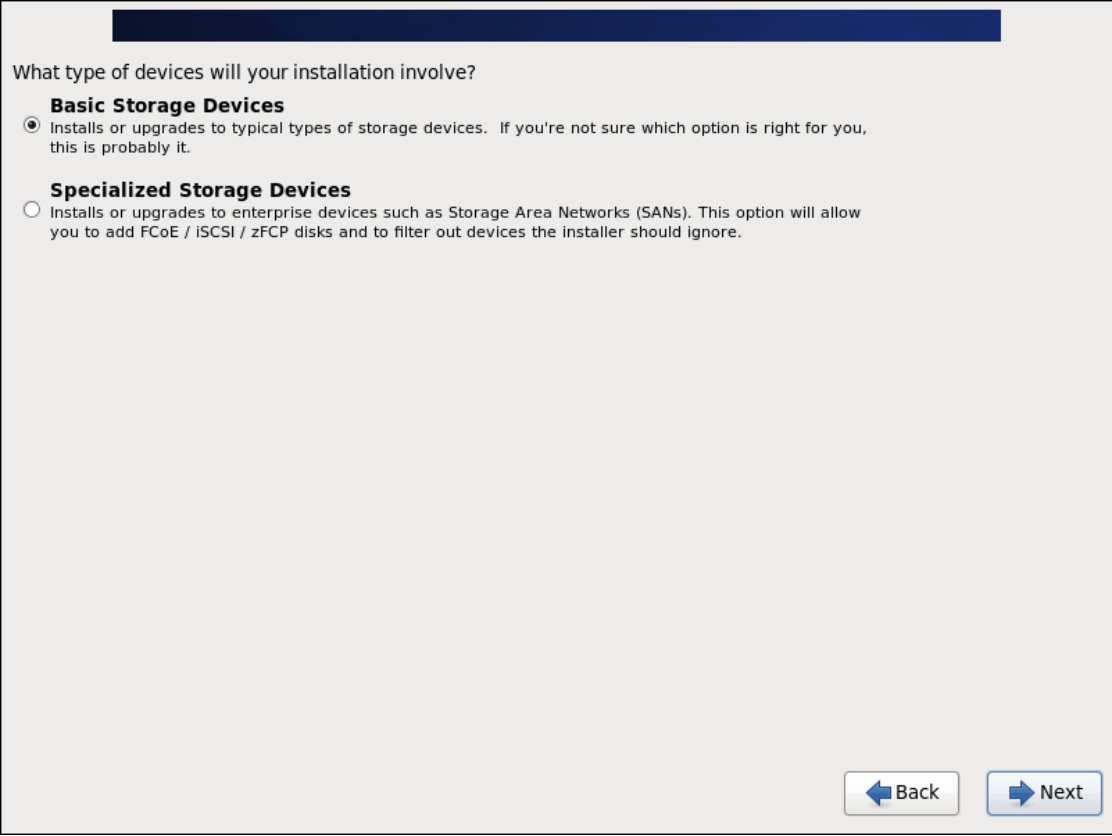 What type of devices will your installation involve?
Basic Storage Devices
Installs or upgrades to typical types of storage devices.  If you're not sure which option is right for you,
this is probably it.
Specialized Storage Devices
Installs or upgrades to enterprise devices such as Storage Area Networks (SANs). This option will allow
you to add FCoE / iSCSI / zFCP disks and to filter out devices the installer should ignore.
Back
Next